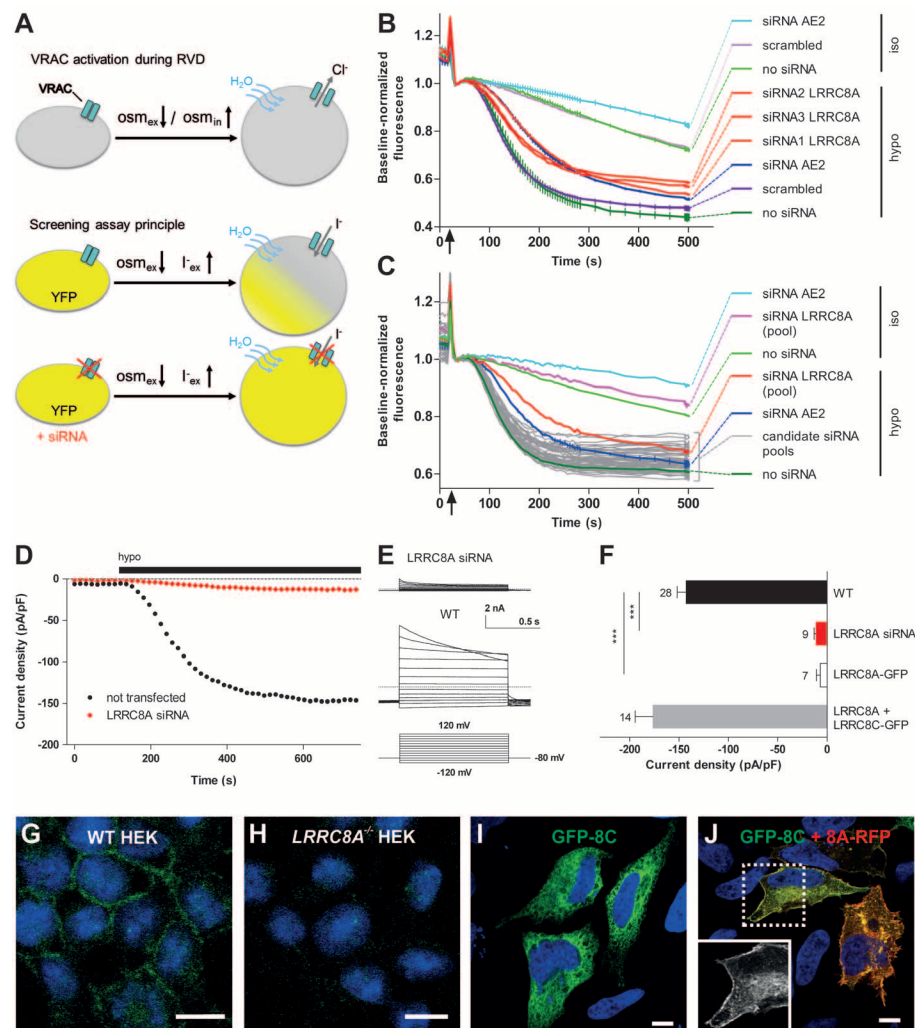 A
VRAC activation during RVD
VRAC
H2O
Cl-
osmex↓ / osmin↑
Screening assay principle
H2O
I-
osmex↓ I-ex↑
YFP
H2O
I-
osmex↓ I-ex↑
YFP
+ siRNA
B
Baseline-normalized
fluorescence
1.2
1.0
0.8
0.6
0.4
0 100 200 300 400 500
Time (s)
siRNA AE2
scrambled
no siRNA
siRNA2 LRRC8A
siRNA3 LRRC8A
siRNA1 LRRC8A
siRNA AE2
scrambled
no siRNA
iso
hypo
C
Baseline-normalized
fluorescence
1.2
1.0
0.8
0.6
0 100 200 300 400 500
Time (s)
siRNA AE2
siRNA LRRC8A
(pool)
no siRNA
siRNA LRRC8A
(pool)
siRNA AE2
candidate siRNA
pools
no siRNA
iso
hypo
D
hypo
Current density (pA/pF)
0
-50
-100
-150
-200
not transfected
LRRC8A siRNA
0 200 400 600
Time (s)
E
LRRC8A siRNA
WT
2 nA
0.5 s
120 mV
-80 mV
-120 mV
F
28
WT
***
***
9
LRRC8A siRNA
7
LRRC8A-GFP
14
LRRC8A +
LRRC8C-GFP
-200 -150 -100 -50 0
Current density (pA/pF)
G
WT HEK
H
LRRC8A-/- HEK
I
GFP-8C
J
GFP-8C + 8A-RFP